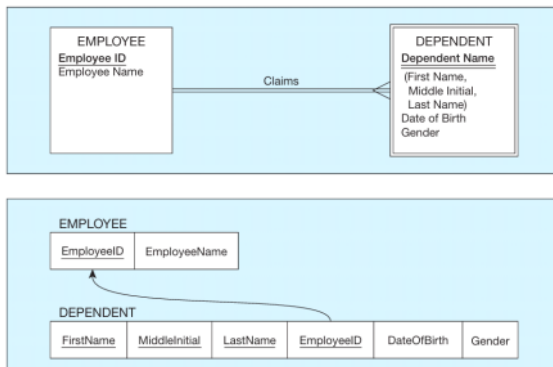 EMPLOYEE
Employee ID
Employee Name
Claims
DEPENDENT
Dependent Name
(First Name,
Middle Initial,
Last Name)
Date of Birth
Gender
EMPLOYEE
EmployeeID EmployeeName
DEPENDENT
FirstName MiddleInitial LastName EmployeeID DateOfBirth Gender